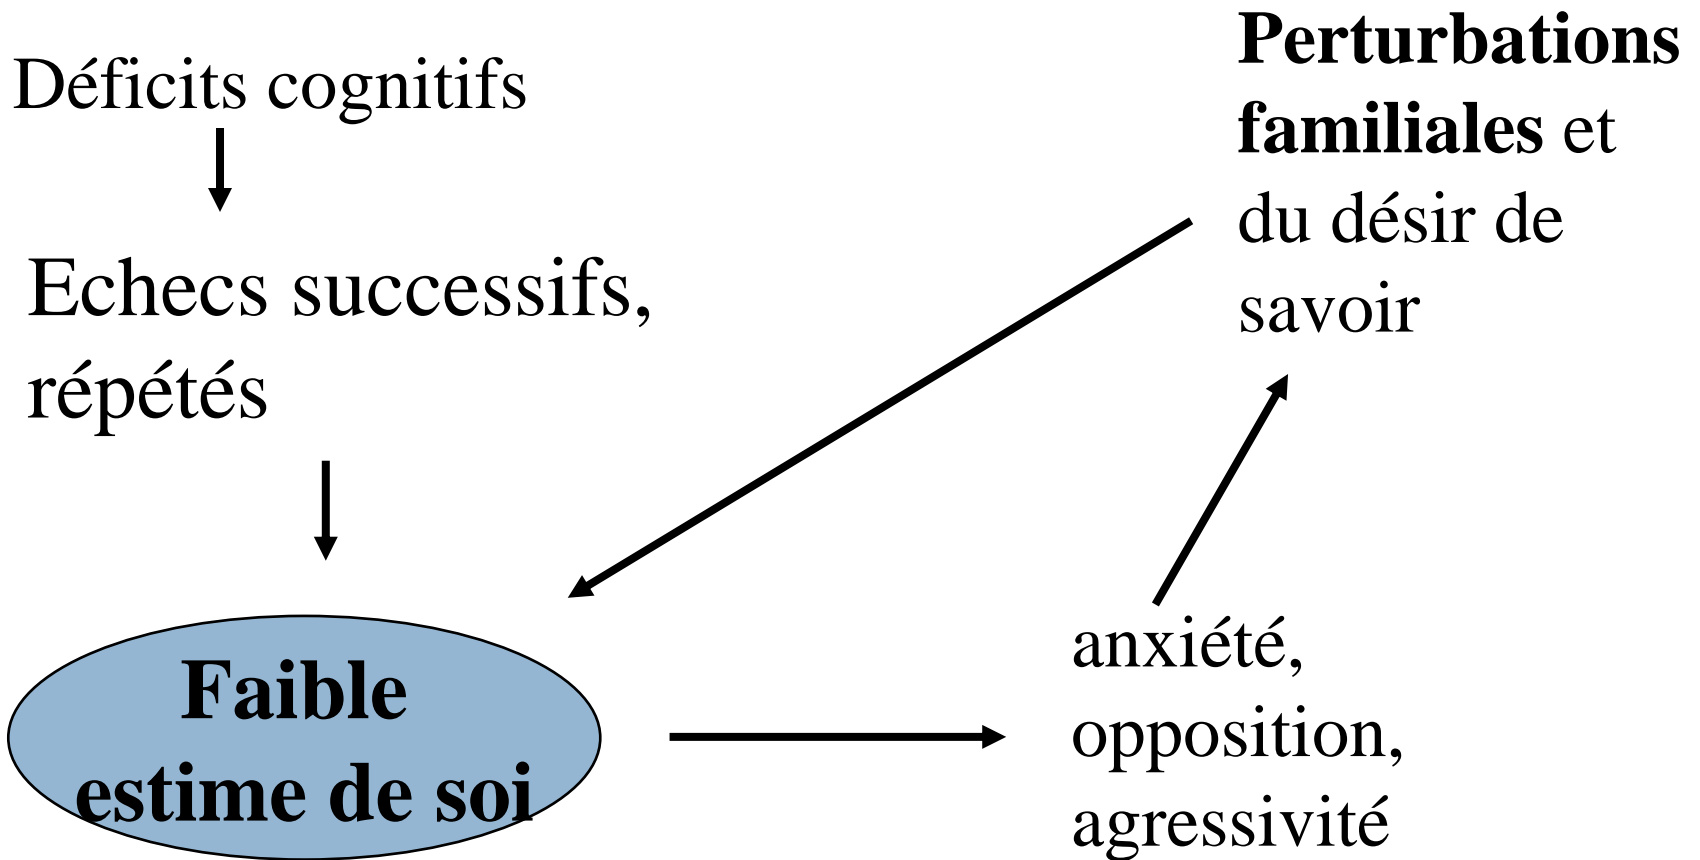 Déficits cognitifs
Echecs successifs,
répétés
Faible
estime de soi
anxiété,
opposition,
agressivité
Perturbations
familiales et
du désir de
savoir